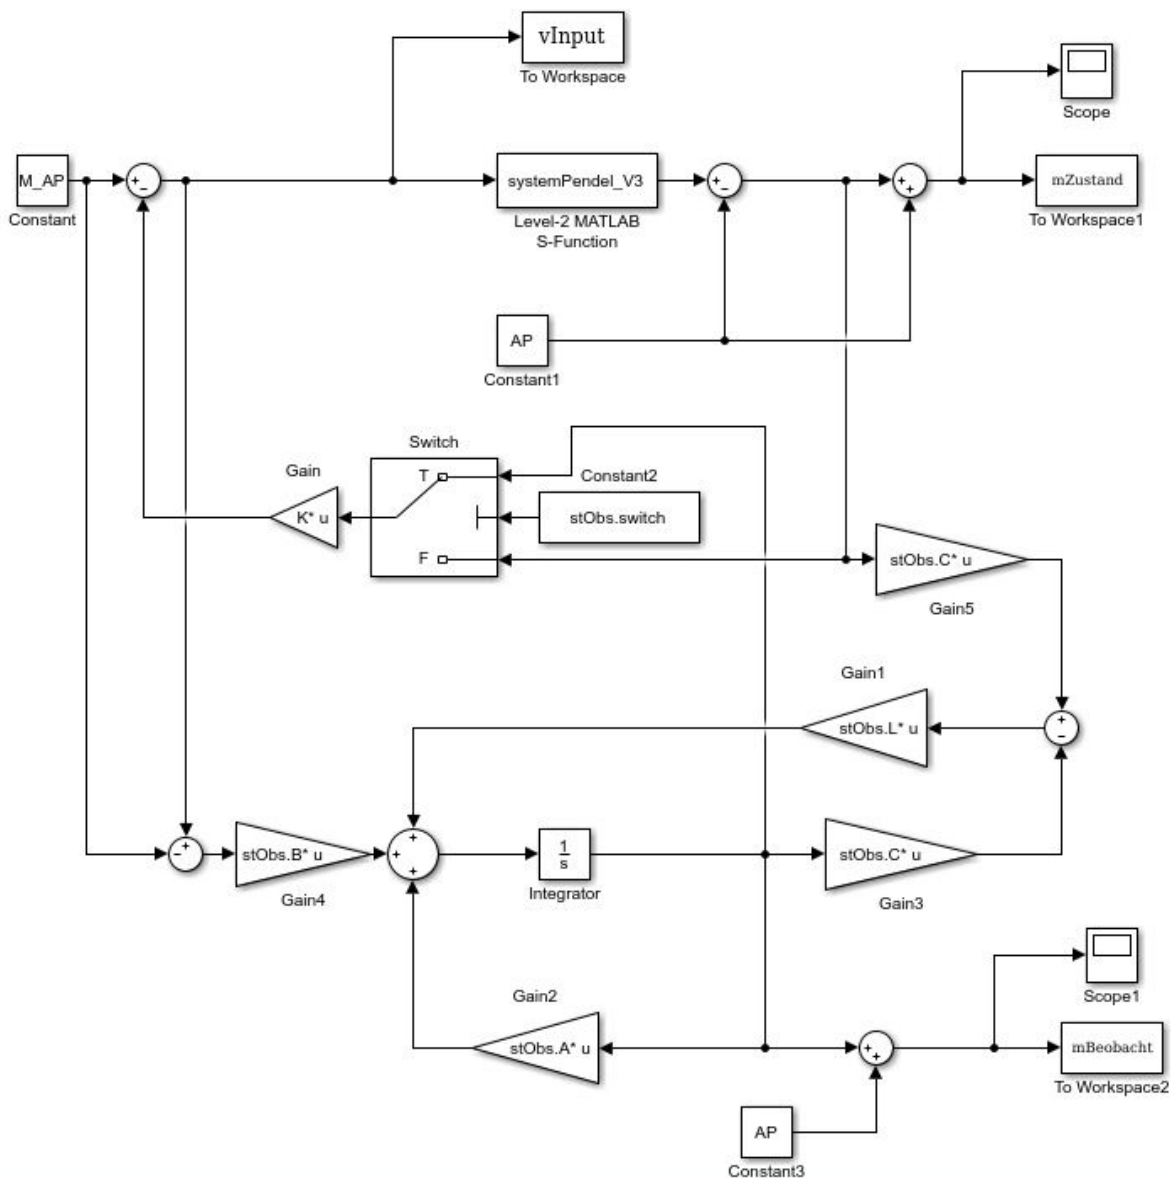 vInput
To Workspace
Scope
M_AP
Constant
+
−
systemPendel_V3
Level-2 MATLAB
S-Function
+
−
+
+
mZustand
To Workspace1
AP
Constant1
Switch
T
F
Constant2
stObs.switch
Gain
K* u
stObs.C* u
Gain5
Gain1
stObs.L* u
+
−
−
+
stObs.B* u
Gain4
+
+
+
1
s
Integrator
stObs.C* u
Gain3
Gain2
stObs.A* u
+
+
Scope1
mBeobacht
To Workspace2
AP
Constant3